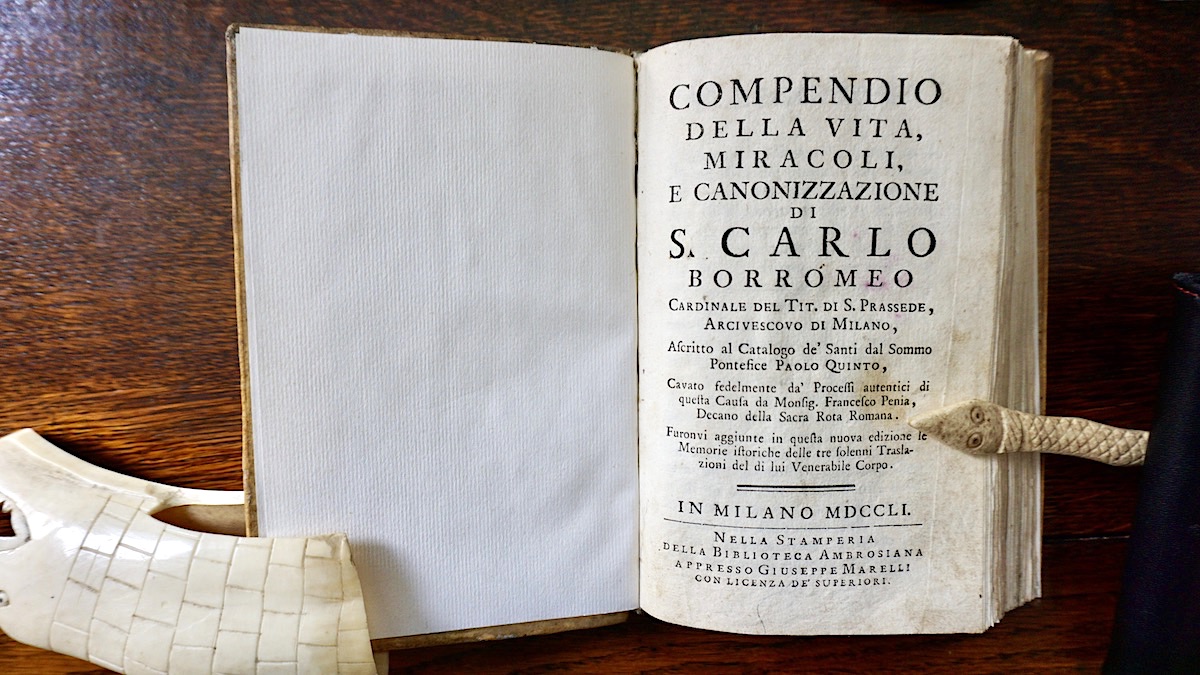 COMPENDIO
DELLA VITA,
MIRACOLI,
E CANONIZZAZIONE
DI
S. CARLO
BORROMEO
CARDINALE DEL TIT. DI S. PRASSEDE,
ARCIVESCOVO DI MILANO,
Aſcritto al Catalogo de' Santi dal Sommo
Pontefice PAOLO QUINTO,
Cavato fedelmente da' Proceſſi autentici di
queſta Cauſa da Monſig. Franceſco Penia,
Decano della Sacra Rota Romana.
Furonvi aggiunte in queſta nuova edizione le
Memorie iſtoriche delle tre ſolenni Traſla-
zioni del di lui Venerabile Corpo.
IN MILANO MDCCLI.
NELLA STAMPERIA
DELLA BIBLIOTECA AMBROSIANA
APPRESSO GIUSEPPE MARELLI
CON LICENZA DE' SUPERIORI.